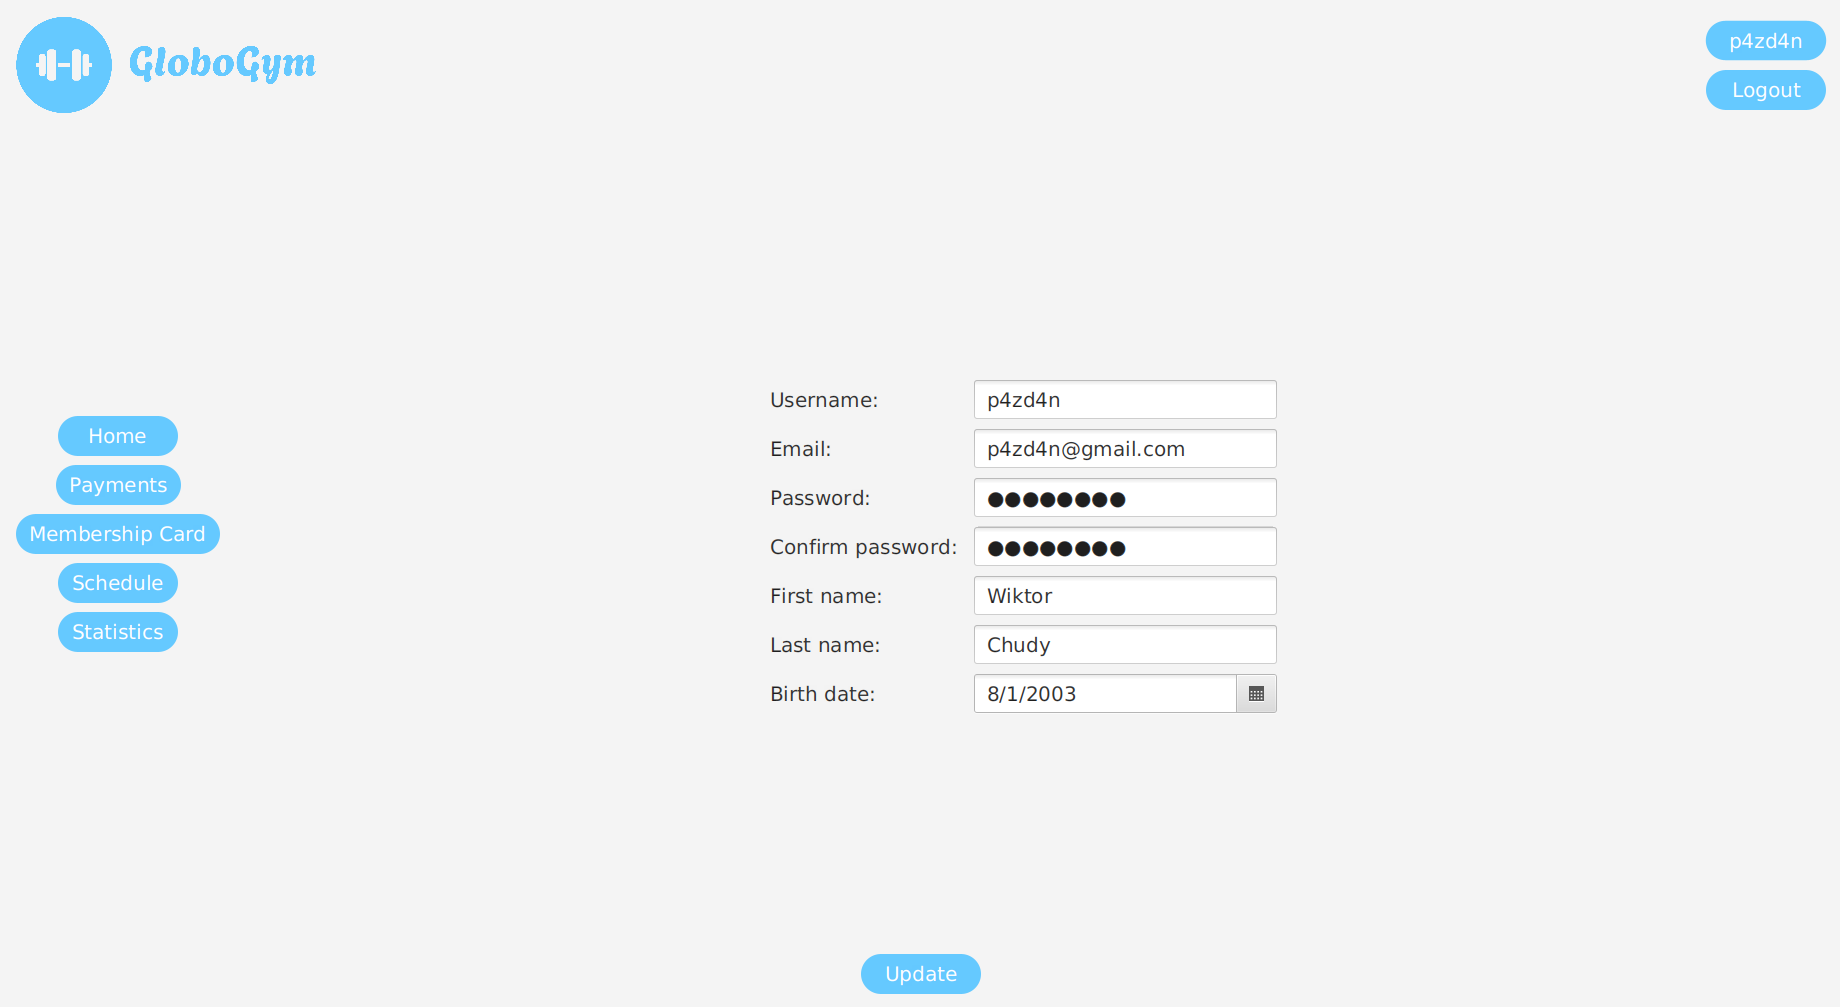 GloboGym
p4zd4n
Logout
Home
Payments
Membership Card
Schedule
Statistics
Username: p4zd4n
Email: p4zd4n@gmail.com
Password: ●●●●●●●●
Confirm password: ●●●●●●●●
First name: Wiktor
Last name: Chudy
Birth date: 8/1/2003
Update